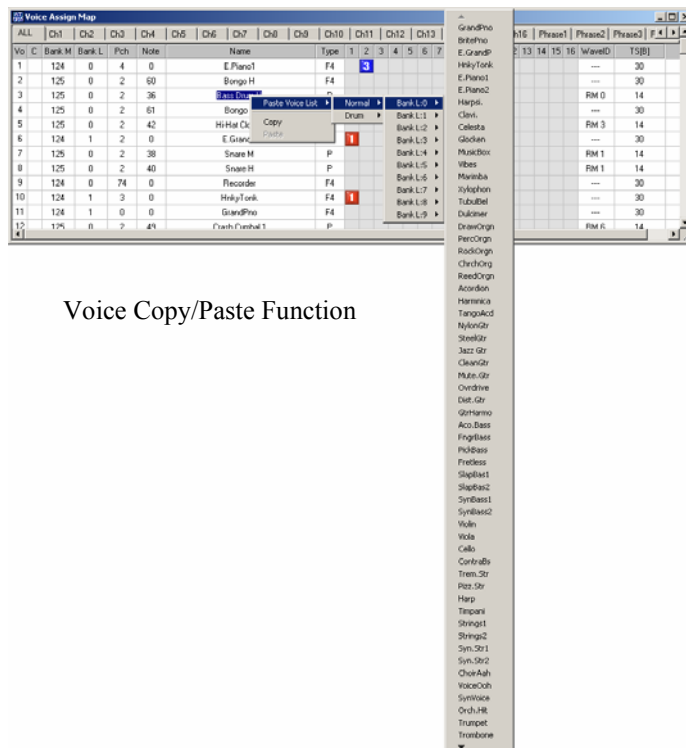 Voice Assign Map
ALL Ch1 Ch2 Ch3 Ch4 Ch5 Ch6 Ch7 Ch8 Ch9 Ch10 Ch11 Ch12 Ch13 h16 Phrase1 Phrase2 Phrase3 F
Vo C Bank M Bank L Pch Note Name Type 1 2 3 4 5 6 7 2 13 14 15 16 WaveID TS[B]
1 124 0 4 0 E.Piano1 F4 3 --- 30
2 125 0 2 60 Bongo H F4 --- 30
3 125 0 2 36 Bass Drum RM 0 14
4 125 0 2 61 Bongo --- 30
5 125 0 2 42 Hi-Hat Clo RM 3 14
6 124 1 2 0 E.Grand 1 --- 30
7 125 0 2 38 Snare M P RM 1 14
8 125 0 2 40 Snare H P RM 1 14
9 124 0 74 0 Recorder F4 --- 30
10 124 1 3 0 HnkyTonk F4 1 --- 30
11 124 1 0 0 GrandPno F4 --- 30
12 125 0 2 49 Crash Cymbal 1 P RM 6 14
Paste Voice List
Copy
Paste
Normal
Drum
Bank L:0
Bank L:1
Bank L:2
Bank L:3
Bank L:4
Bank L:5
Bank L:6
Bank L:7
Bank L:8
Bank L:9
GrandPno
BritePno
E.GrandP
HnkyTonk
E.Piano1
E.Piano2
Harpsi.
Clavi.
Celesta
Glocken
MusicBox
Vibes
Marimba
Xylophon
TubulBel
Dulcimer
DrawOrgn
PercOrgn
RockOrgn
ChrchOrg
ReedOrgn
Acordion
Harmnica
TangoAcd
NylonGtr
SteelGtr
Jazz Gtr
CleanGtr
Mute.Gtr
Ovrdrive
Dist.Gtr
GtrHarmo
Aco.Bass
FngrBass
PickBass
Fretless
SlapBas1
SlapBas2
SynBass1
SynBass2
Violin
Viola
Cello
ContraBs
Trem.Str
Pizz.Str
Harp
Timpani
Strings1
Strings2
Syn.Str1
Syn.Str2
ChoirAah
VoiceOoh
SynVoice
Orch.Hit
Trumpet
Trombone
Voice Copy/Paste Function